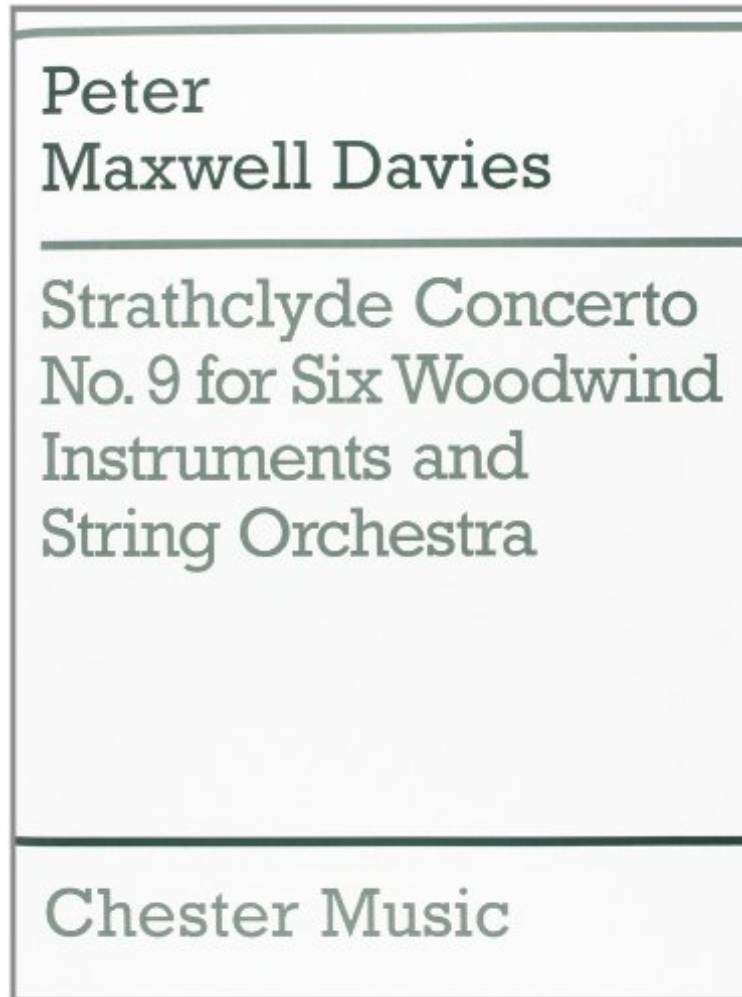 Peter
Maxwell Davies
Strathclyde Concerto
No. 9 for Six Woodwind
Instruments and
String Orchestra
Chester Music